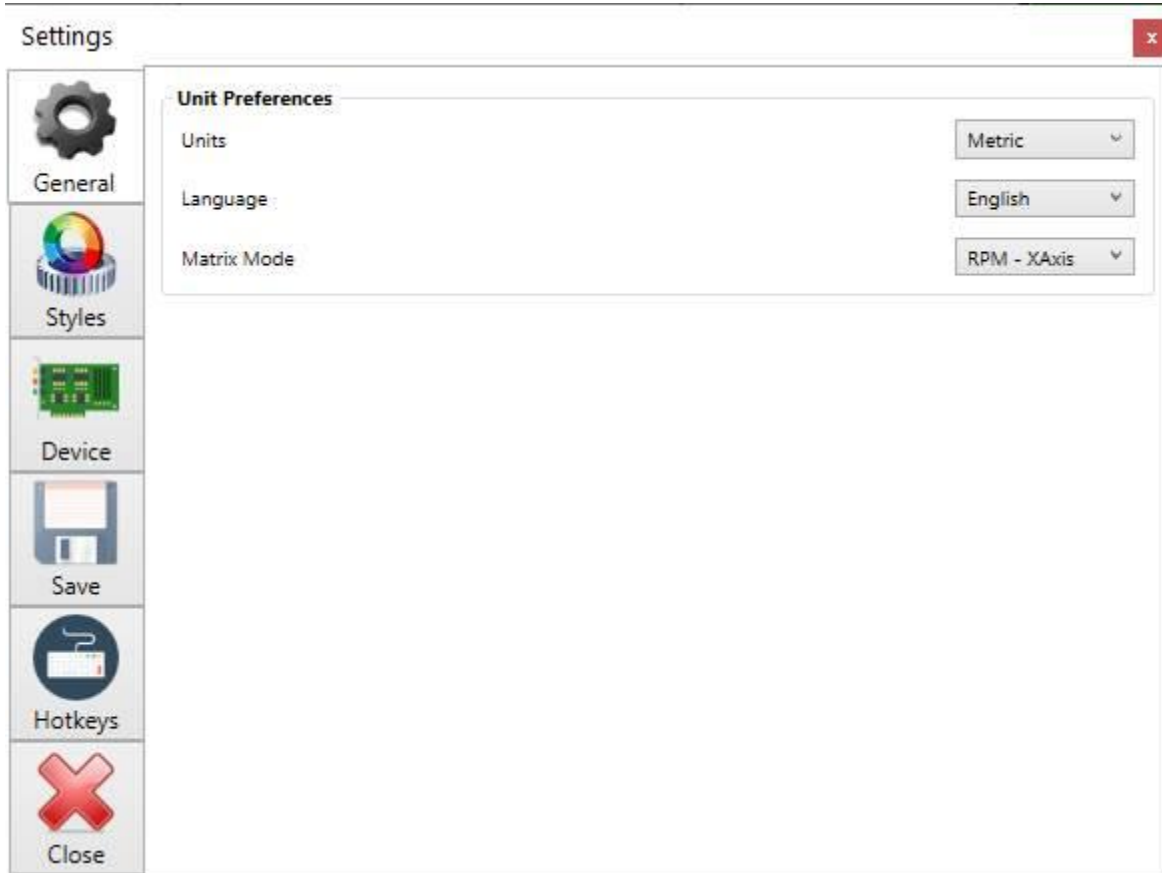 Settings
x
General
Styles
Device
Save
Hotkeys
Close
Unit Preferences
Units Metric
Language English
Matrix Mode RPM - XAxis